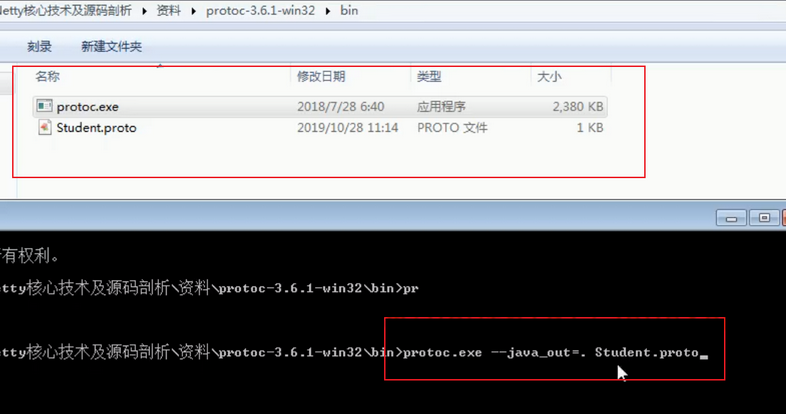 Netty核心技术及源码剖析 ▸ 资料 ▸ protoc-3.6.1-win32 ▸ bin
刻录 新建文件夹
名称 修改日期 类型 大小
protoc.exe 2018/7/28 6:40 应用程序 2,380 KB
Student.proto 2019/10/28 11:14 PROTO 文件 1 KB
有权利。
etty核心技术及源码剖析\资料\protoc-3.6.1-win32\bin>pr
etty核心技术及源码剖析\资料\protoc-3.6.1-win32\bin>protoc.exe --java_out=. Student.proto_